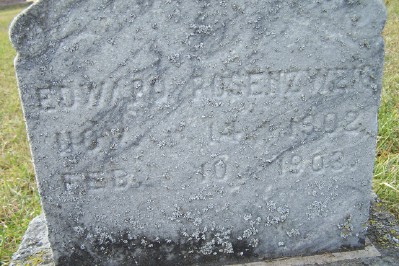 EDWARD ROSENZWEIG
NOV. 14. 1902.
FEB. 10. 1903.